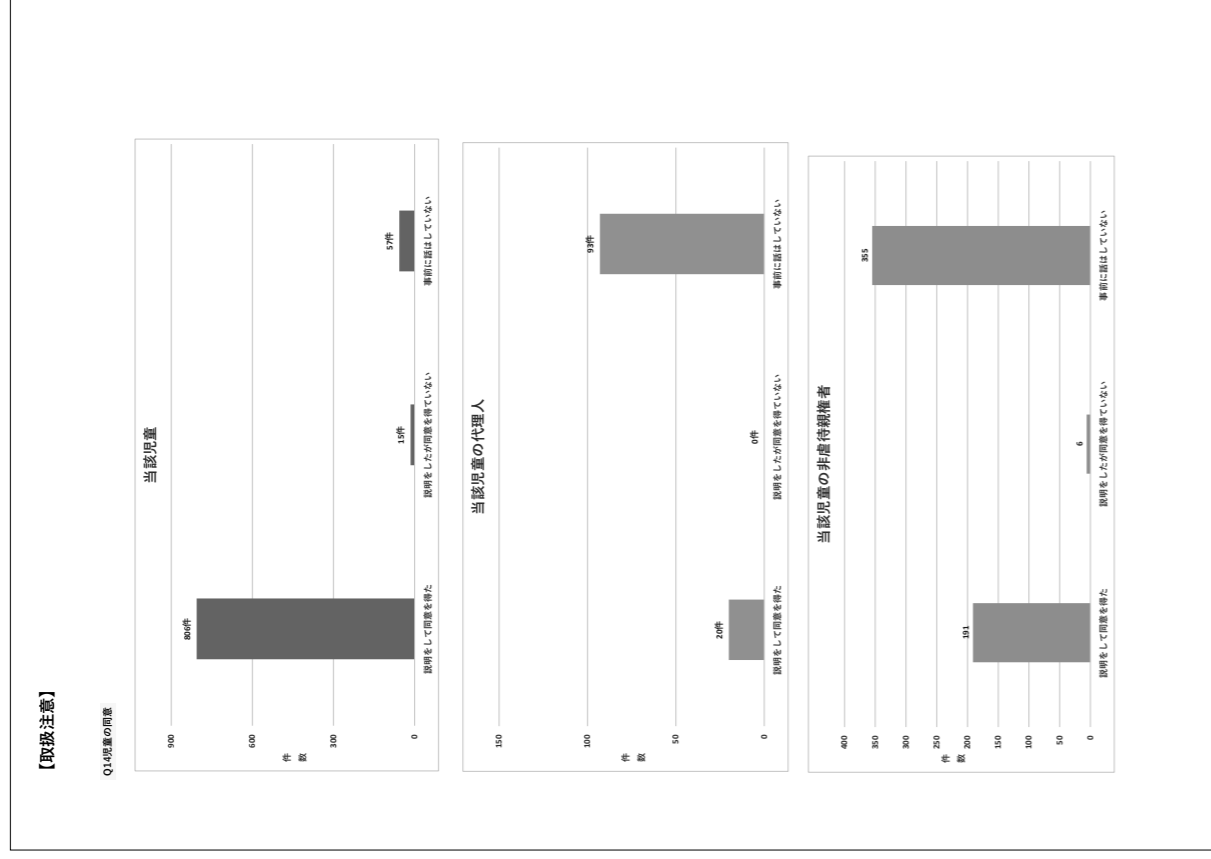 【取扱注意】
Q14児童の同意
当該児童
900
600
300
0
件
数
806件
15件
57件
説明をして同意を得た
説明をしたが同意を得ていない
事前に話はしていない
当該児童の代理人
150
100
50
0
件
数
20件
0件
93件
説明をして同意を得た
説明をしたが同意を得ていない
事前に話はしていない
当該児童の非虐待親権者
400
350
300
250
200
150
100
50
0
件
数
191
6
355
説明をして同意を得た
説明をしたが同意を得ていない
事前に話はしていない